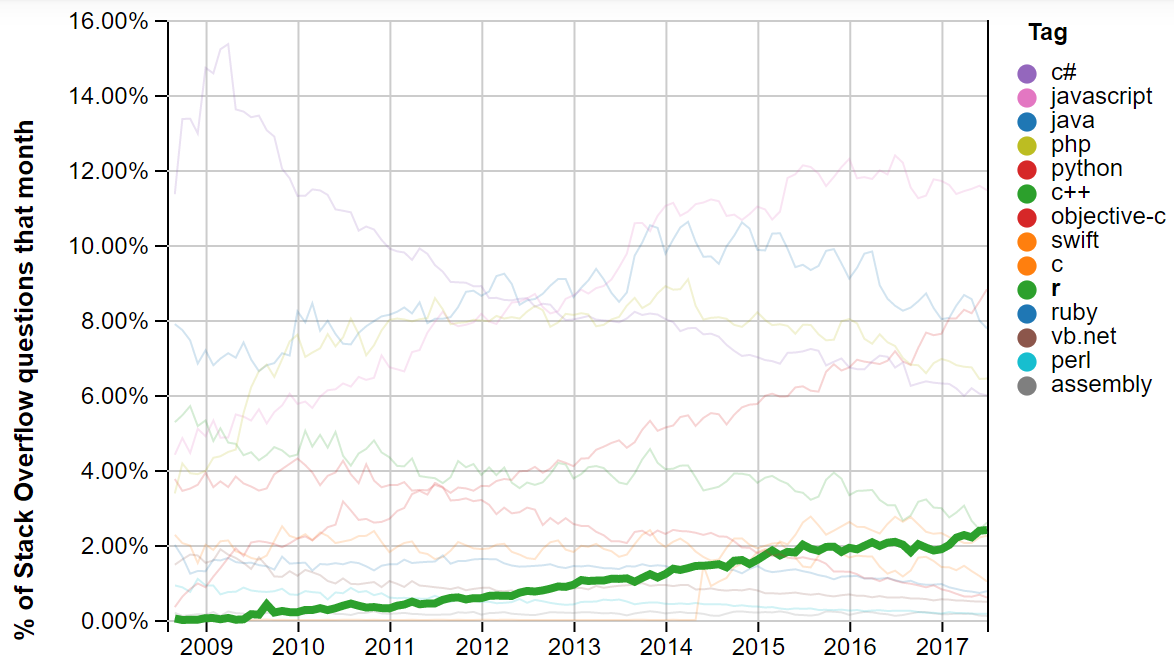 % of Stack Overflow questions that month
16.00%
14.00%
12.00%
10.00%
8.00%
6.00%
4.00%
2.00%
0.00%
2009 2010 2011 2012 2013 2014 2015 2016 2017
Tag
c#
javascript
java
php
python
c++
objective-c
swift
c
r
ruby
vb.net
perl
assembly